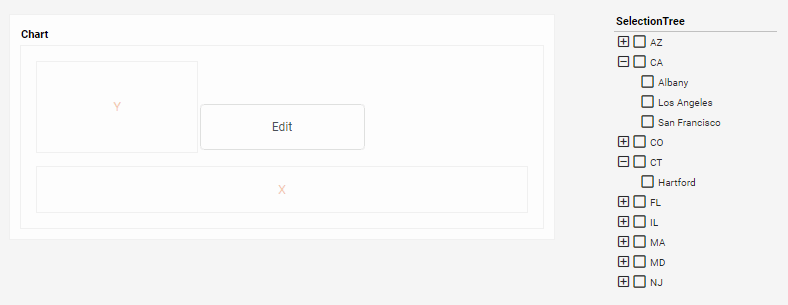 Chart
Y
Edit
X
SelectionTree
AZ
CA
Albany
Los Angeles
San Francisco
CO
CT
Hartford
FL
IL
MA
MD
NJ